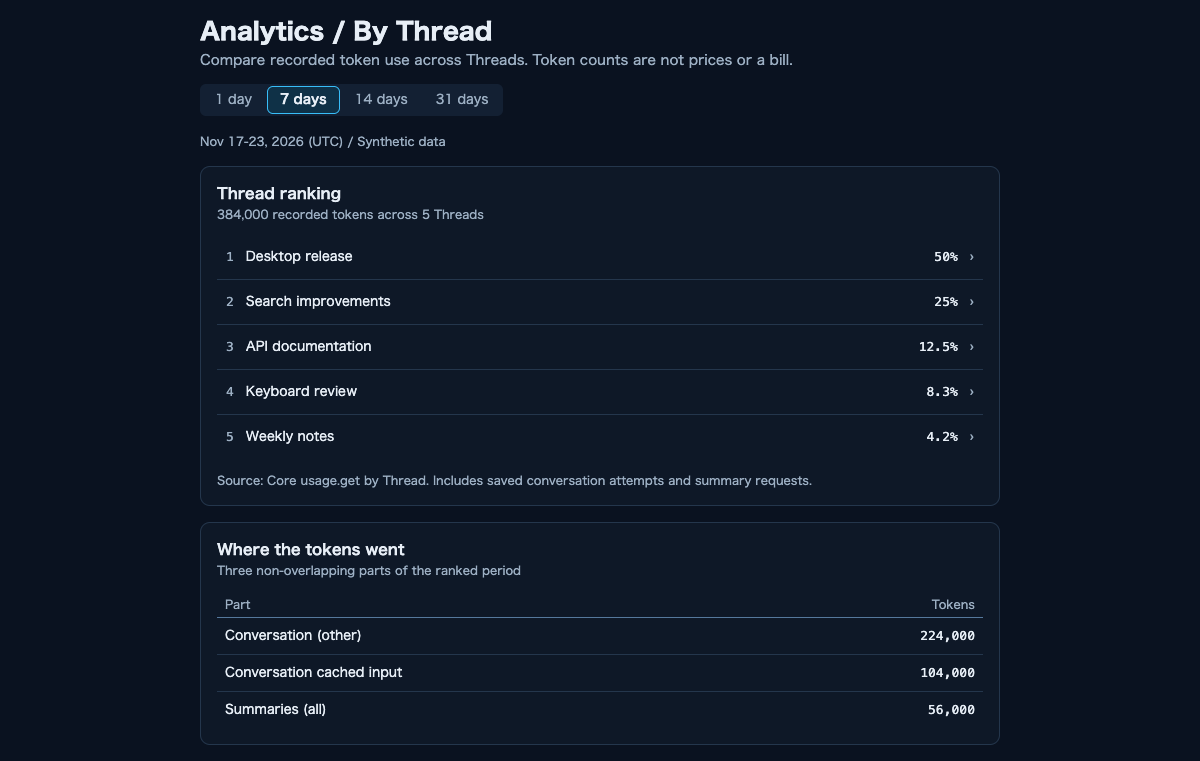 Analytics / By Thread
Compare recorded token use across Threads. Token counts are not prices or a bill.
1 day 7 days 14 days 31 days
Nov 17-23, 2026 (UTC) / Synthetic data
Thread ranking
384,000 recorded tokens across 5 Threads
1 Desktop release 50% ›
2 Search improvements 25% ›
3 API documentation 12.5% ›
4 Keyboard review 8.3% ›
5 Weekly notes 4.2% ›
Source: Core usage.get by Thread. Includes saved conversation attempts and summary requests.
Where the tokens went
Three non-overlapping parts of the ranked period
Part Tokens
Conversation (other) 224,000
Conversation cached input 104,000
Summaries (all) 56,000